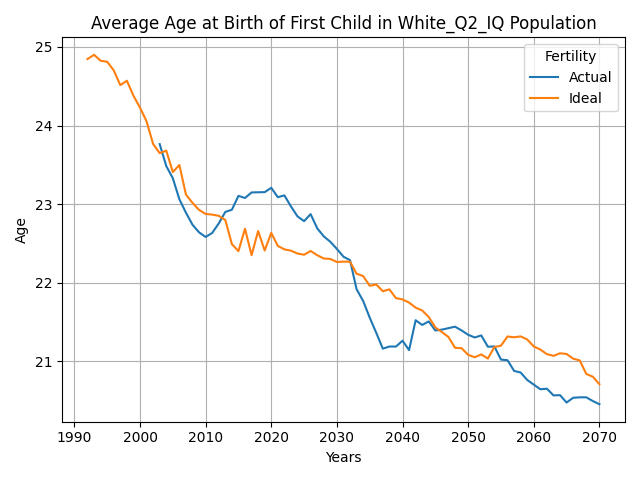 Average Age at Birth of First Child in White_Q2_IQ Population
Fertility
Actual
Ideal
Age
25
24
23
22
21
1990 2000 2010 2020 2030 2040 2050 2060 2070
Years